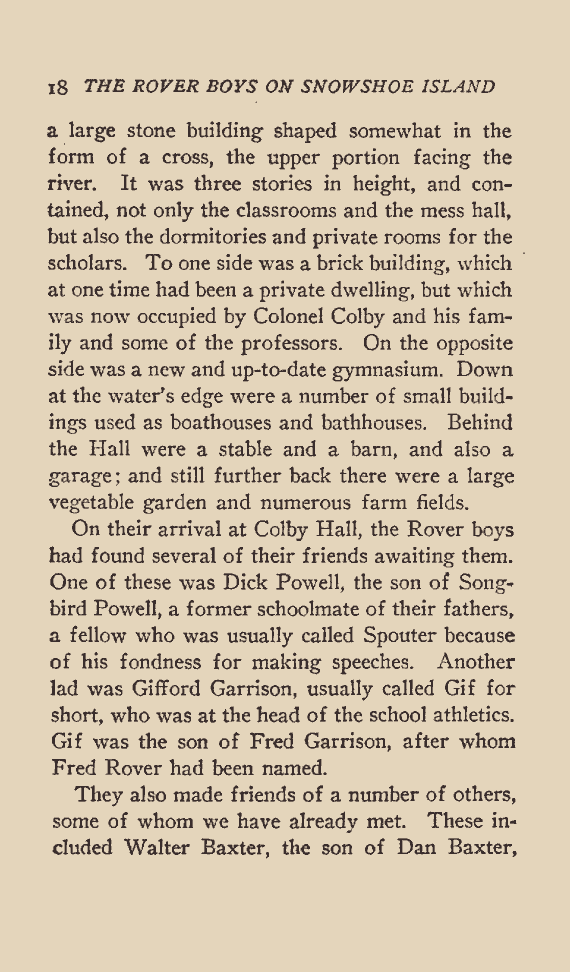 18 THE ROVER BOYS ON SNOWSHOE ISLAND
a large stone building shaped somewhat in the
form of a cross, the upper portion facing the
river. It was three stories in height, and con-
tained, not only the classrooms and the mess hall,
but also the dormitories and private rooms for the
scholars. To one side was a brick building, which
at one time had been a private dwelling, but which
was now occupied by Colonel Colby and his fam-
ily and some of the professors. On the opposite
side was a new and up-to-date gymnasium. Down
at the water's edge were a number of small build-
ings used as boathouses and bathhouses. Behind
the Hall were a stable and a barn, and also a
garage; and still further back there were a large
vegetable garden and numerous farm fields.
On their arrival at Colby Hall, the Rover boys
had found several of their friends awaiting them.
One of these was Dick Powell, the son of Song-
bird Powell, a former schoolmate of their fathers,
a fellow who was usually called Spouter because
of his fondness for making speeches. Another
lad was Gifford Garrison, usually called Gif for
short, who was at the head of the school athletics.
Gif was the son of Fred Garrison, after whom
Fred Rover had been named.
They also made friends of a number of others,
some of whom we have already met. These in-
cluded Walter Baxter, the son of Dan Baxter,